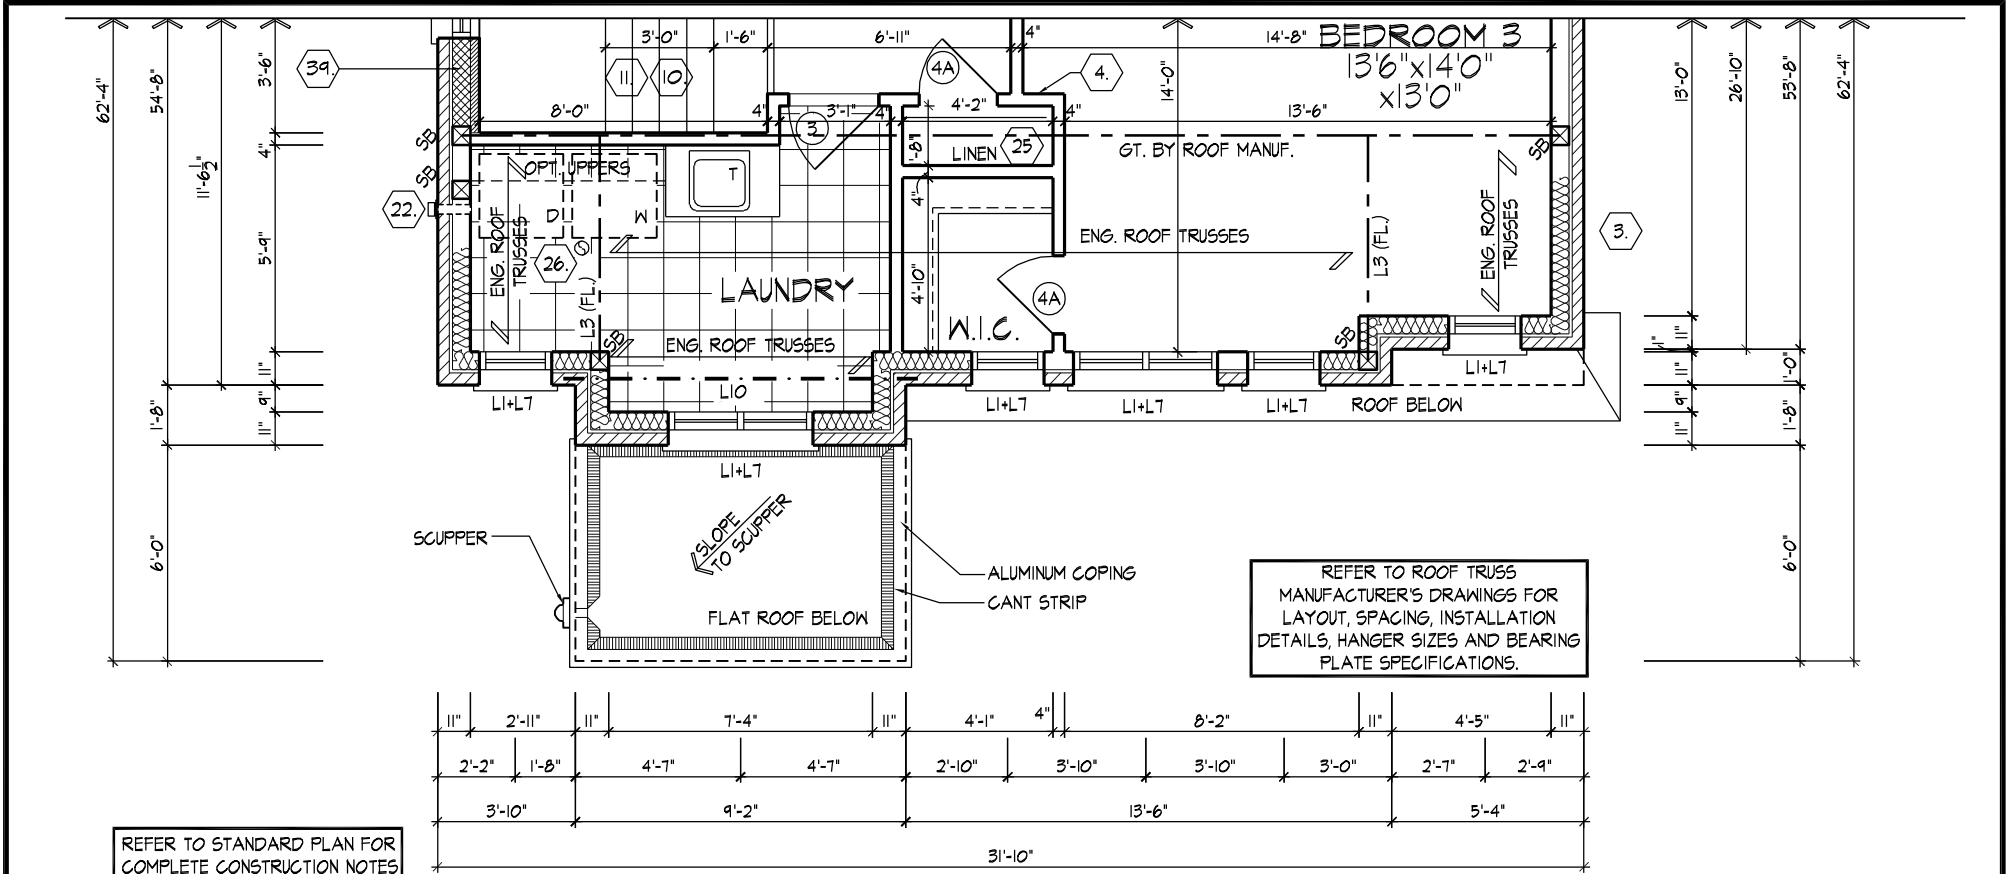 3'-0"
1'-6"
6'-11"
4"
14'-8"
BEDROOM 3
13'6"x14'0"
x13'0"
39.
11.
10.
4A
4.
62'-4"
54'-8"
3'-6"
14'-0"
13'-0"
26'-10"
53'-8"
62'-4"
8'-0"
4"
3'-1"
4"
4'-2"
4"
13'-6"
3
SB
4"
11'-6 1/2"
OPT. UPPERS
T
LINEN
25
GT. BY ROOF MANUF.
SB
SB
22.
D
W
4"
5'-9"
ENG. ROOF
TRUSSES
26.
L3 (FL.)
LAUNDRY
4'-10"
ENG. ROOF TRUSSES
L3 (FL.)
ENG. ROOF
TRUSSES
3.
4A
W.I.C.
SB
ENG. ROOF TRUSSES
SB
11"
1"
11"
11"
1'-0"
L1+L7
L10
L1+L7
L1+L7
L1+L7
L1+L7
ROOF BELOW
1'-8"
9"
11"
9"
11"
1'-8"
L1+L7
SLOPE
TO SCUPPER
SCUPPER
6'-0"
6'-0"
ALUMINUM COPING
CANT STRIP
FLAT ROOF BELOW
REFER TO ROOF TRUSS
MANUFACTURER'S DRAWINGS FOR
LAYOUT, SPACING, INSTALLATION
DETAILS, HANGER SIZES AND BEARING
PLATE SPECIFICATIONS.
11"
2'-11"
11"
7'-4"
11"
4'-1"
4"
8'-2"
11"
4'-5"
11"
2'-2"
1'-8"
4'-7"
4'-7"
2'-10"
3'-10"
3'-10"
3'-0"
2'-7"
2'-9"
3'-10"
9'-2"
13'-6"
5'-4"
31'-10"
REFER TO STANDARD PLAN FOR
COMPLETE CONSTRUCTION NOTES